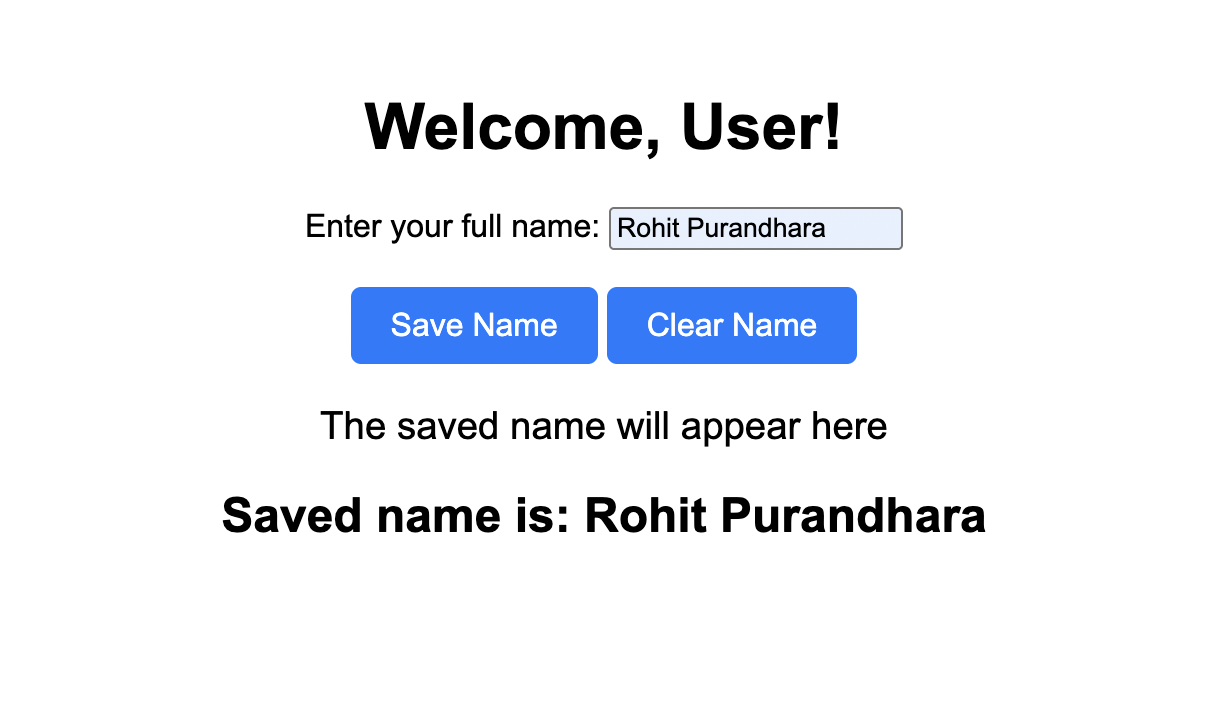 Welcome, User!
Enter your full name: Rohit Purandhara
Save Name Clear Name
The saved name will appear here
Saved name is: Rohit Purandhara